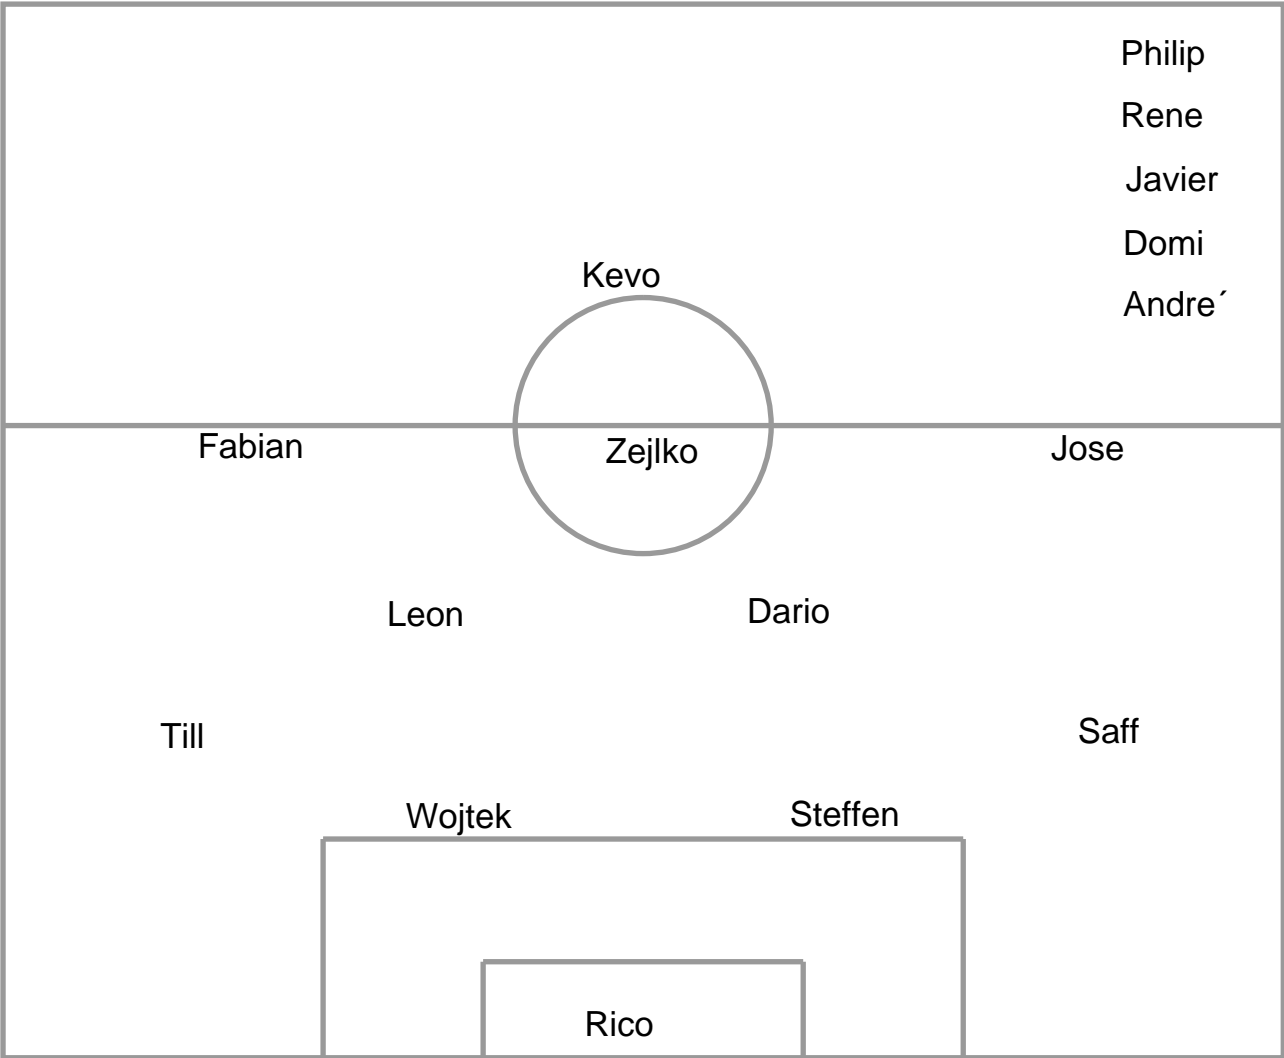 Philip
Rene
Javier
Domi
Kevo
Andre´
Fabian
Zejlko
Jose
Leon
Dario
Till
Saff
Wojtek
Steffen
Rico